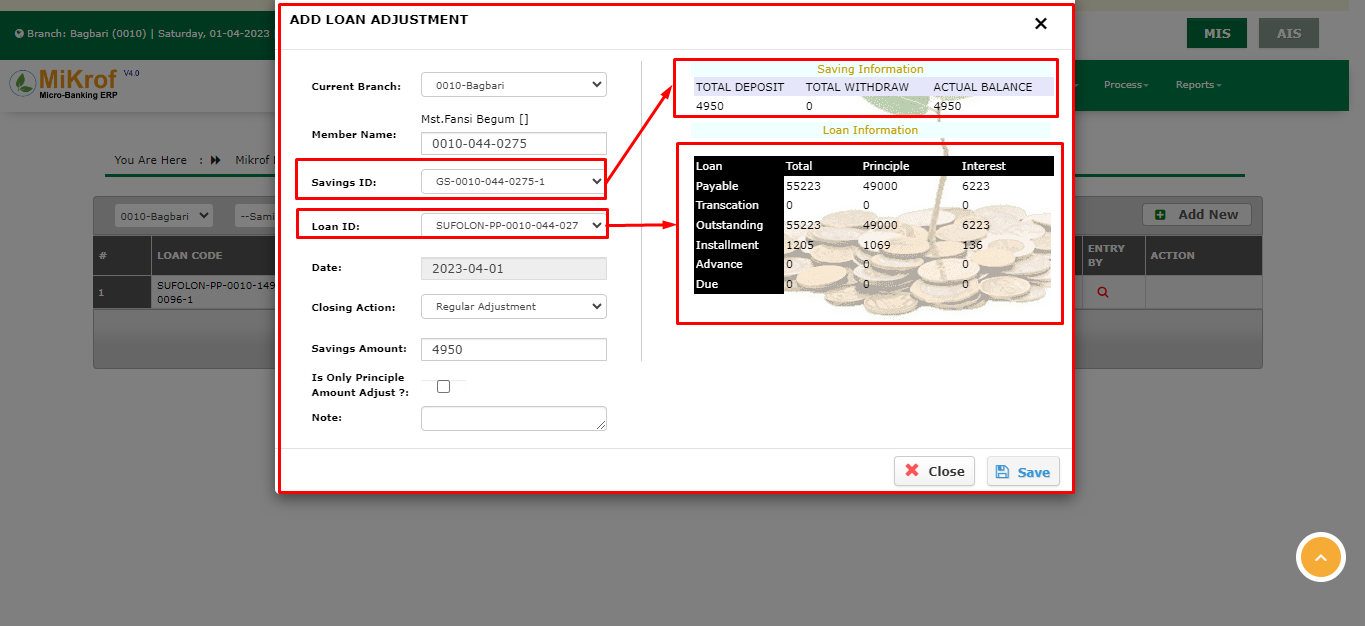 Branch: Bagbari (0010) | Saturday, 01-04-2023
MIS
AIS
MiKrof V4.0
Micro-Banking ERP
Process
Reports
You Are Here : Mikrof
0010-Bagbari
--Sami
Add New
#
LOAN CODE
ENTRY
BY
ACTION
1
SUFOLON-PP-0010-149
0096-1
ADD LOAN ADJUSTMENT
Current Branch:
0010-Bagbari
Mst.Fansi Begum []
Member Name:
0010-044-0275
Savings ID:
GS-0010-044-0275-1
Loan ID:
SUFOLON-PP-0010-044-027
Date:
2023-04-01
Closing Action:
Regular Adjustment
Savings Amount:
4950
Is Only Principle
Amount Adjust ?:
Note:
Saving Information
TOTAL DEPOSIT TOTAL WITHDRAW ACTUAL BALANCE
4950 0 4950
Loan Information
Loan Total Principle Interest
Payable 55223 49000 6223
Transcation 0 0 0
Outstanding 55223 49000 6223
Installment 1205 1069 136
Advance 0 0 0
Due 0 0 0
Close
Save